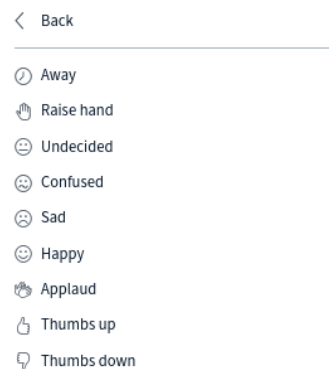 Back
Away
Raise hand
Undecided
Confused
Sad
Happy
Applaud
Thumbs up
Thumbs down